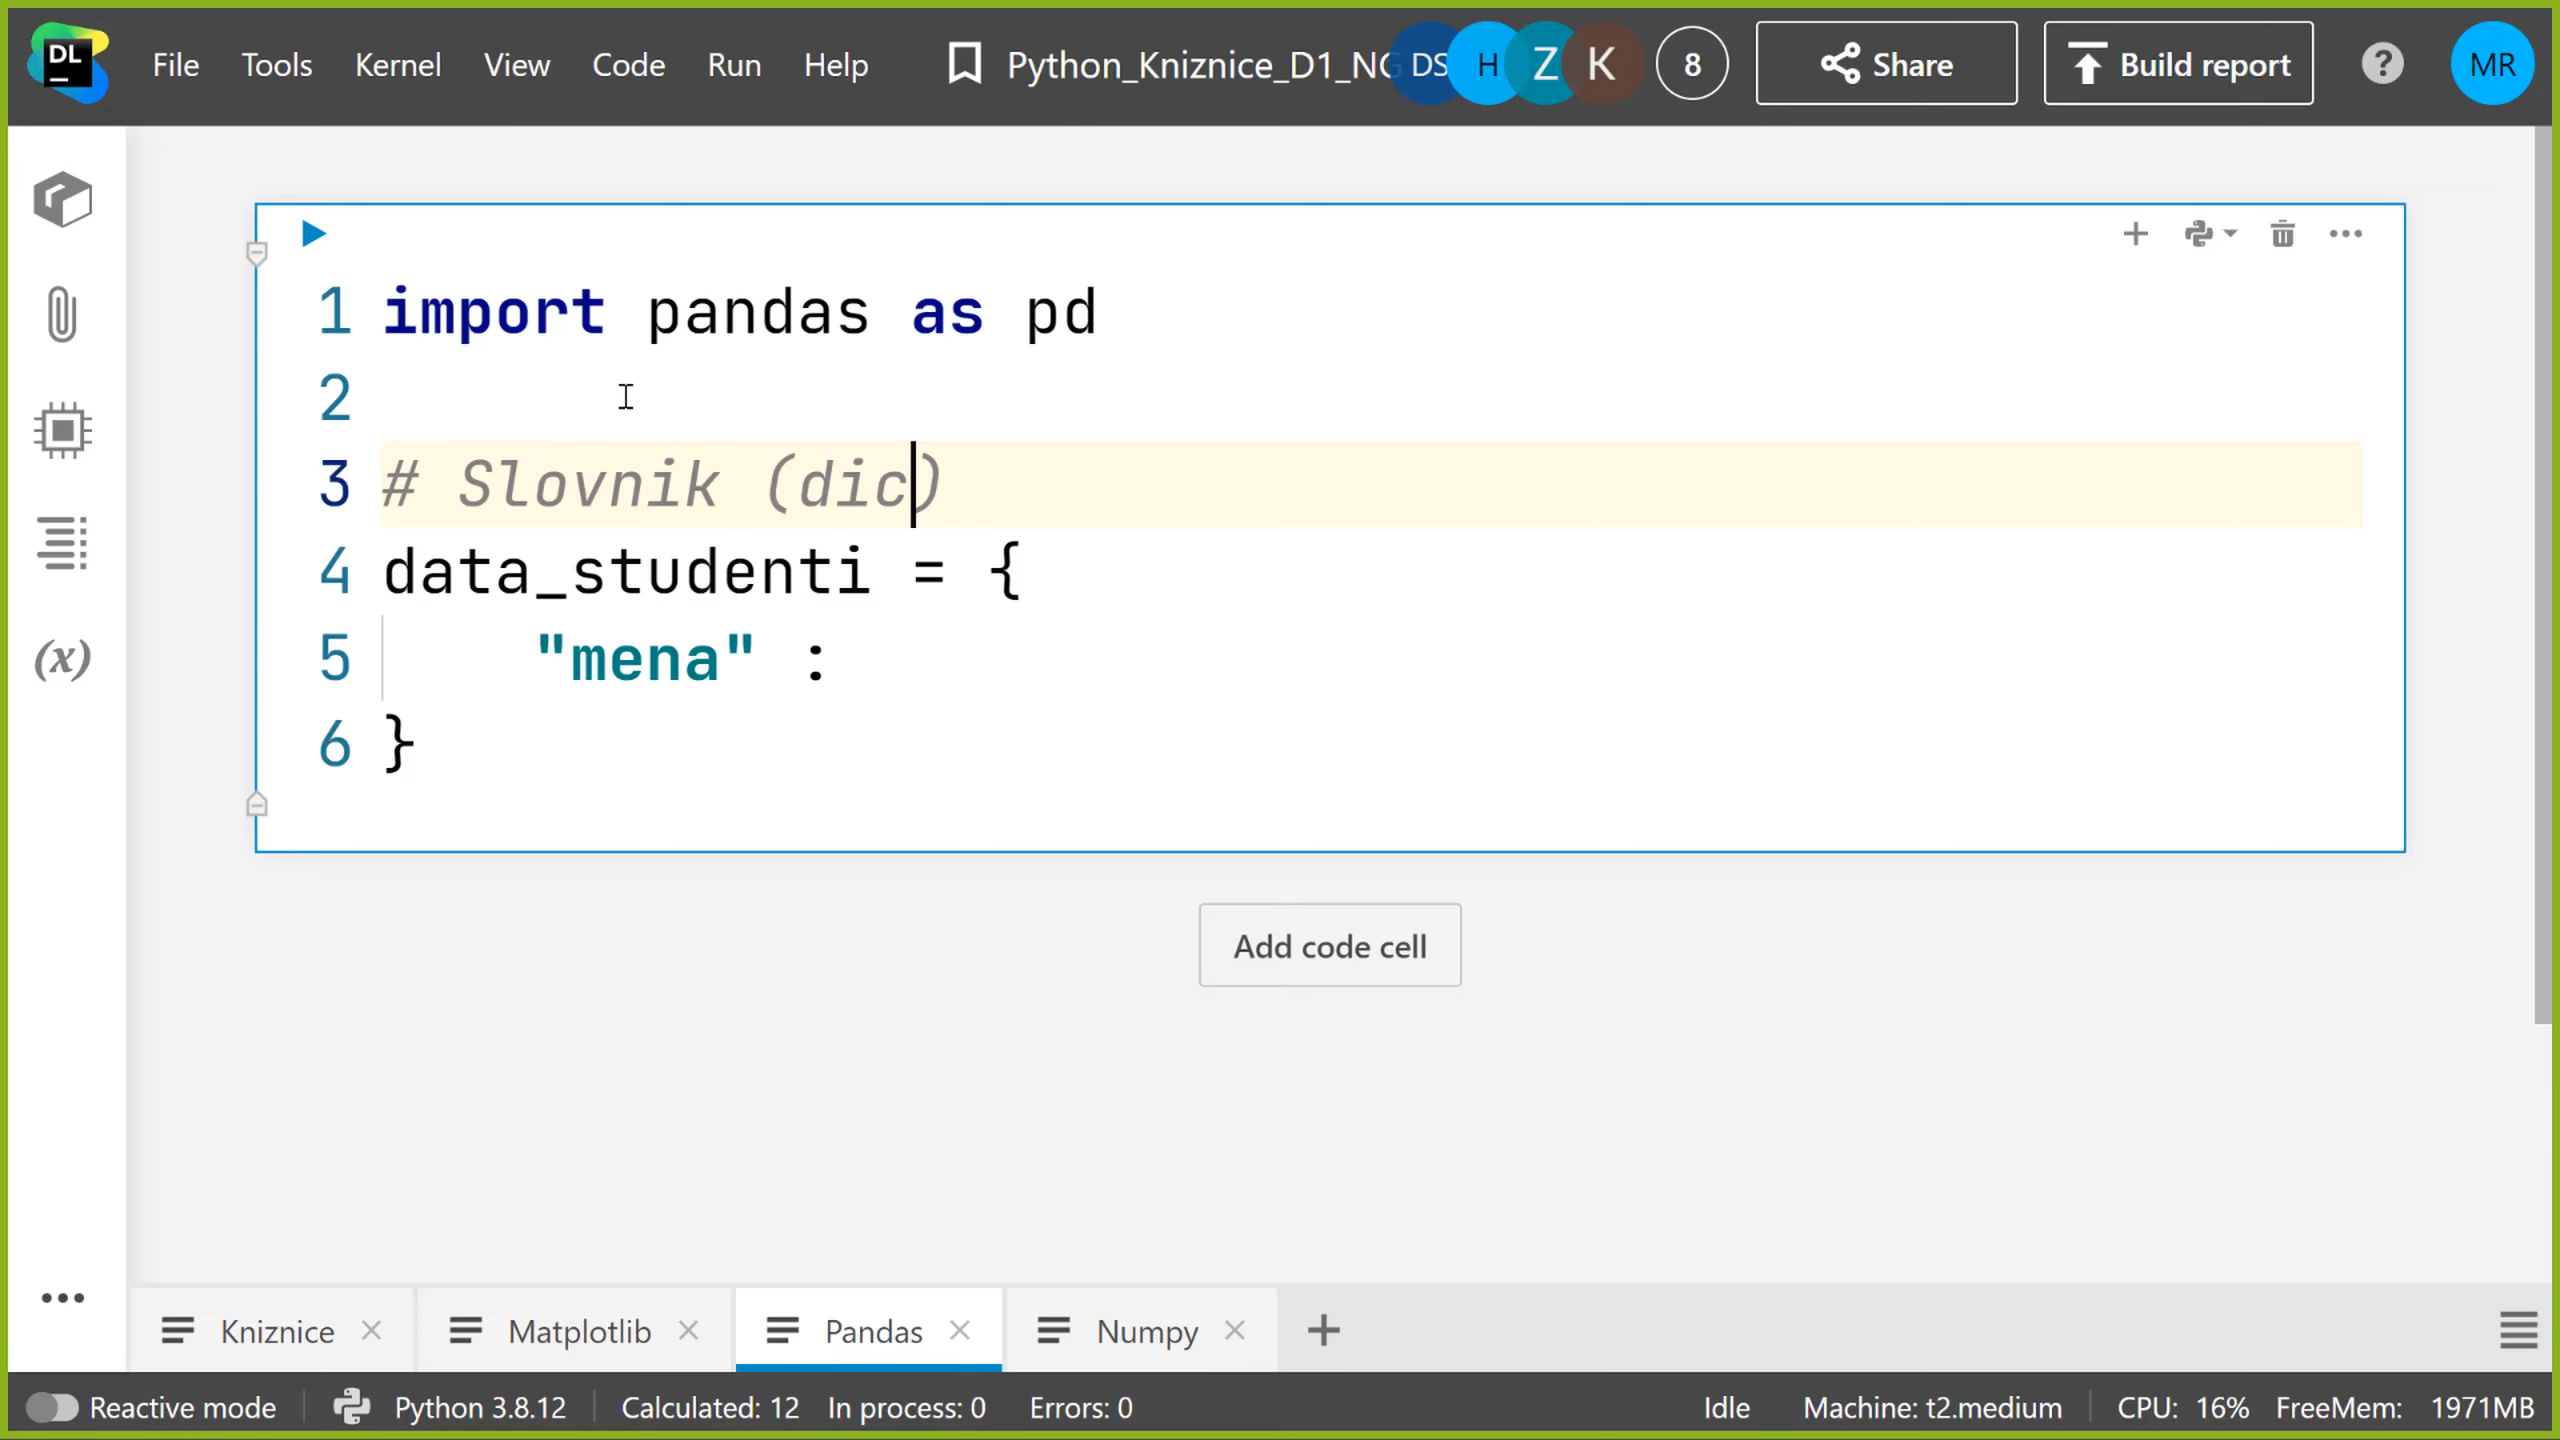 DL File Tools Kernel View Code Run Help Python_Kniznice_D1_NG DS H Z K 8 Share Build report ? MR
1 import pandas as pd
2
3 # Slovnik (dic)
4 data_studenti = {
5 "mena" :
6 }
(x)
Add code cell
Kniznice Matplotlib Pandas Numpy
Reactive mode Python 3.8.12 Calculated: 12 In process: 0 Errors: 0 Idle Machine: t2.medium CPU: 16% FreeMem: 1971MB